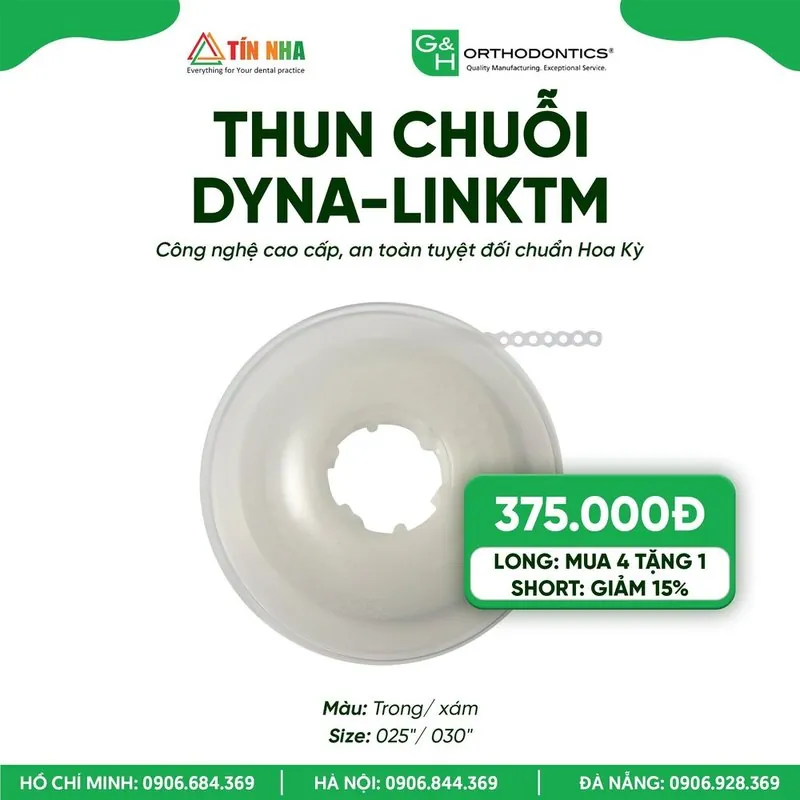 TÍN NHA
Everything for Your dental practice
G&H ORTHODONTICS®
Quality Manufacturing. Exceptional Service.
THUN CHUỖI
DYNA-LINKTM
Công nghệ cao cấp, an toàn tuyệt đối chuẩn Hoa Kỳ
375.000Đ
LONG: MUA 4 TẶNG 1
SHORT: GIẢM 15%
Màu: Trong/ xám
Size: 025"/ 030"
HỒ CHÍ MINH: 0906.684.369 | HÀ NỘI: 0906.844.369 | ĐÀ NẴNG: 0906.928.369